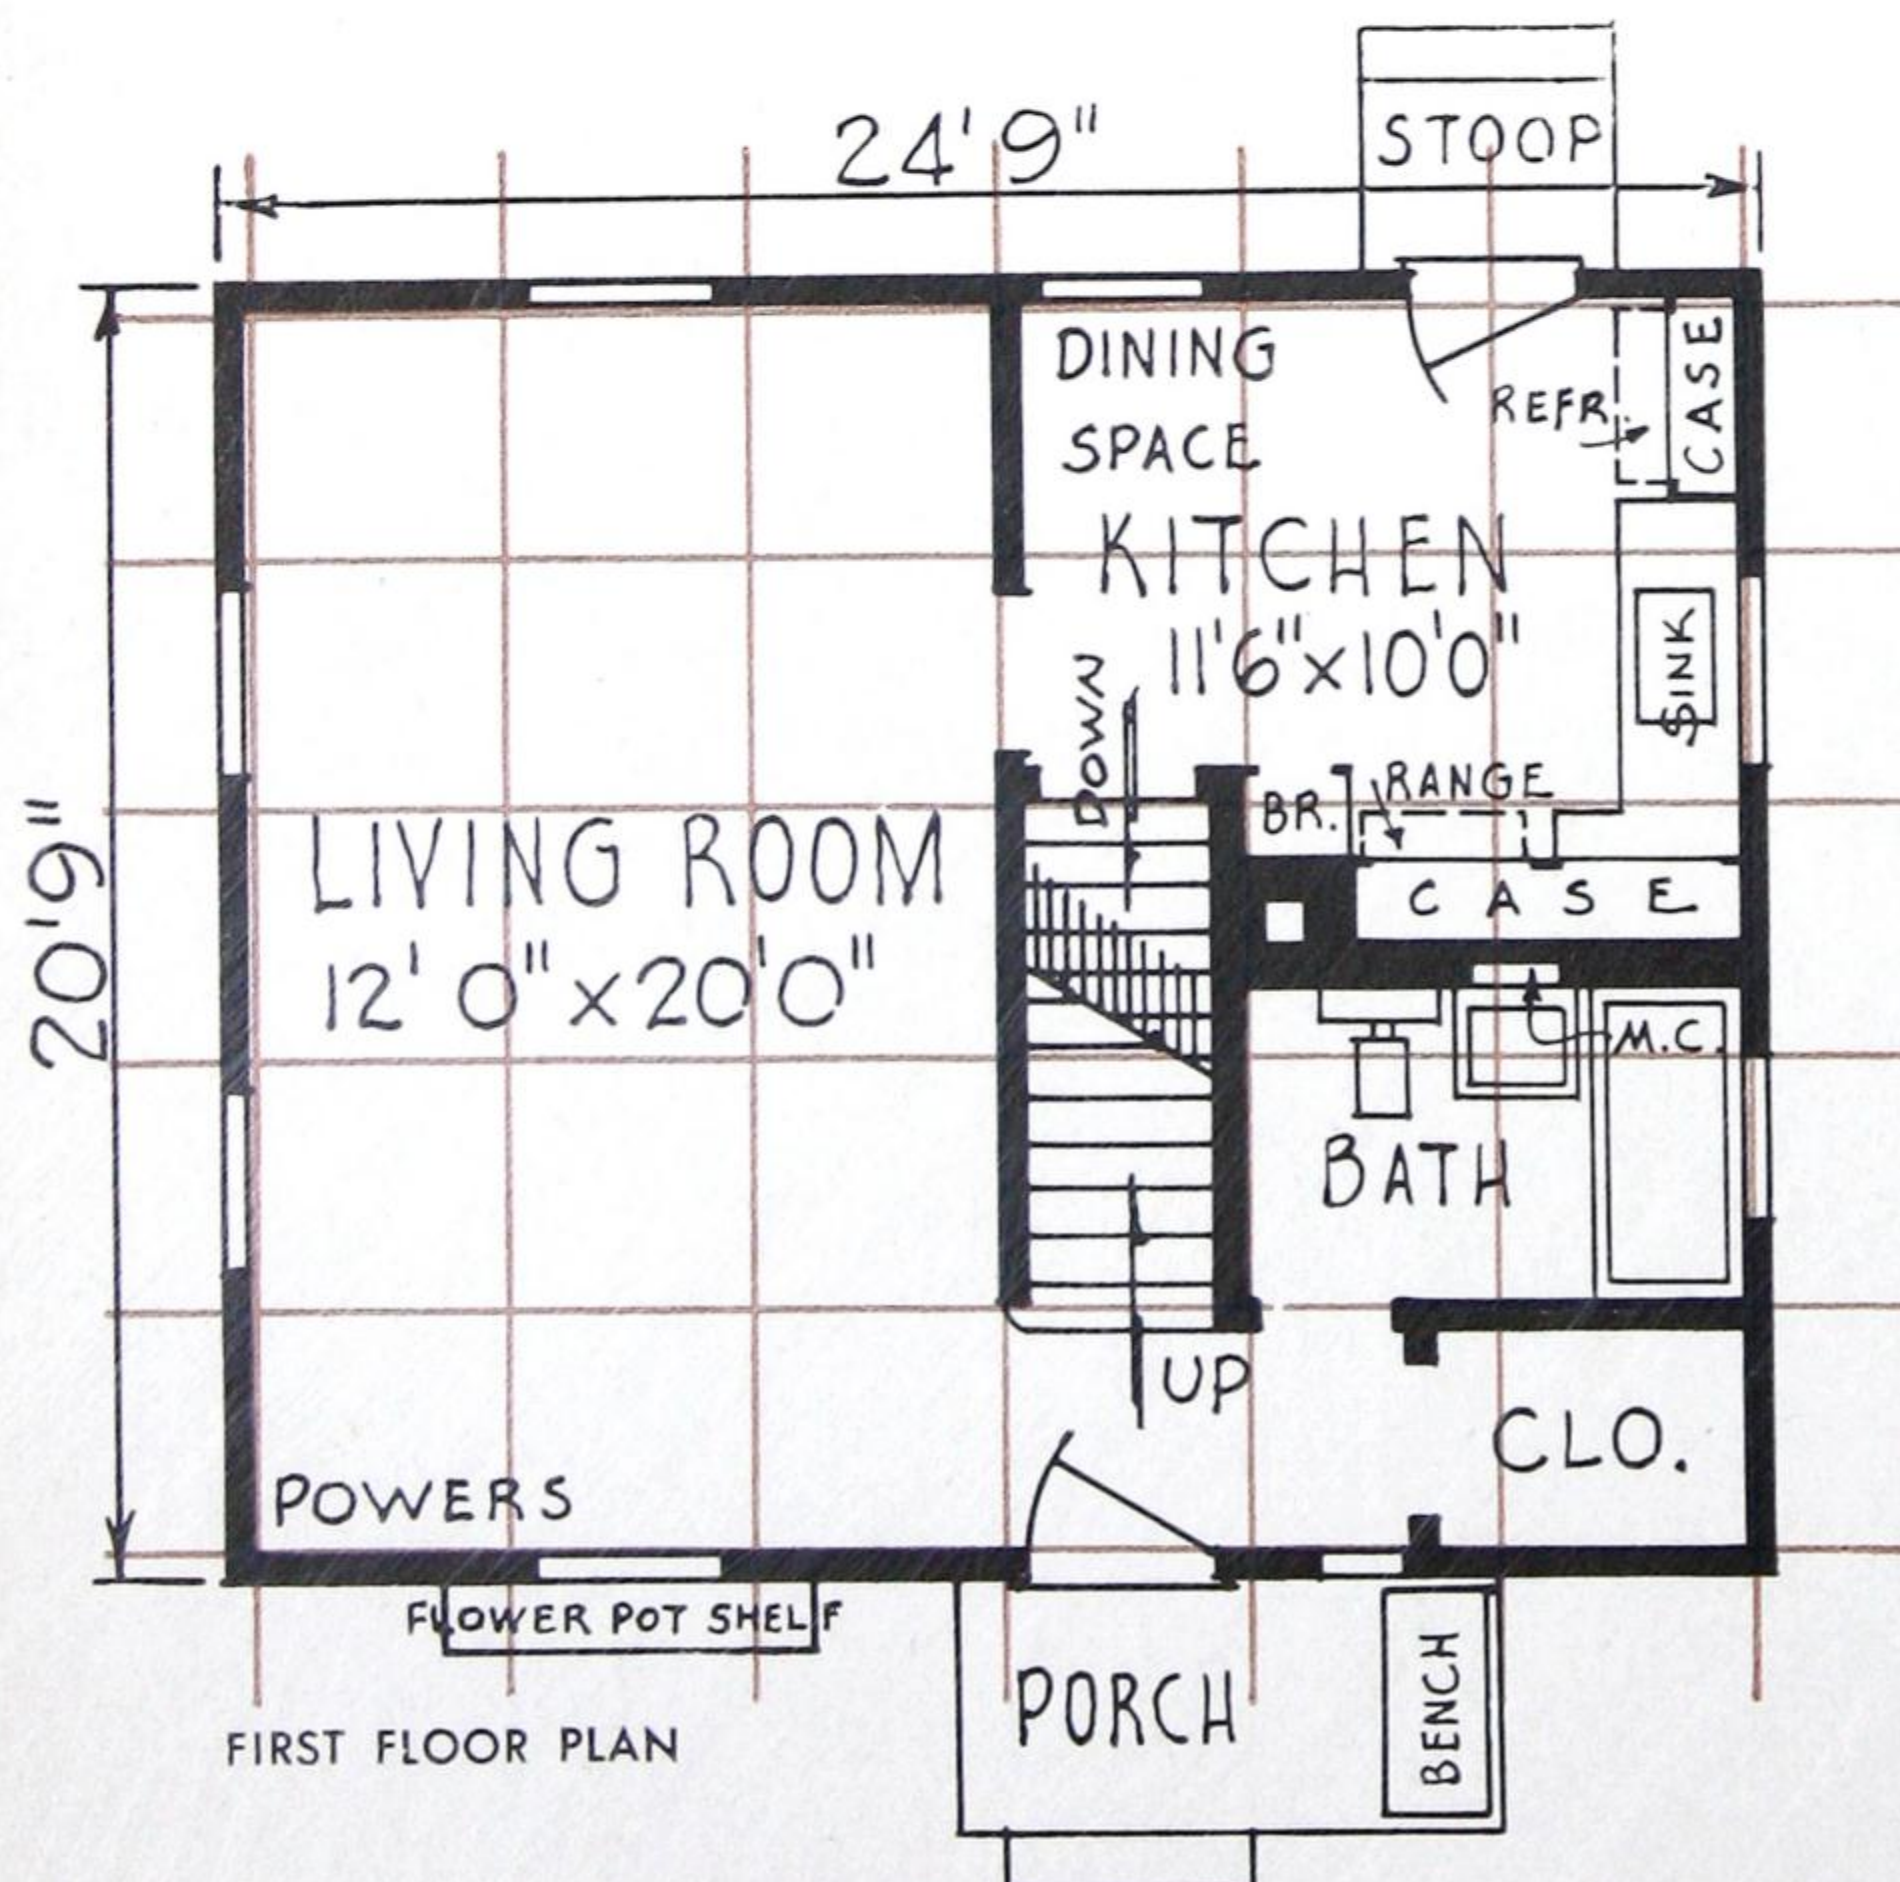 STOOP
24'9"
DINING
SPACE
CASE
REFR.
KITCHEN
11'6"x10'0"
SINK
DOWN
RANGE
BR.
20'9"
LIVING ROOM
12'0"x20'0"
CASE
M.C.
BATH
UP
CLO.
POWERS
FLOWER POT SHELF
PORCH
BENCH
FIRST FLOOR PLAN